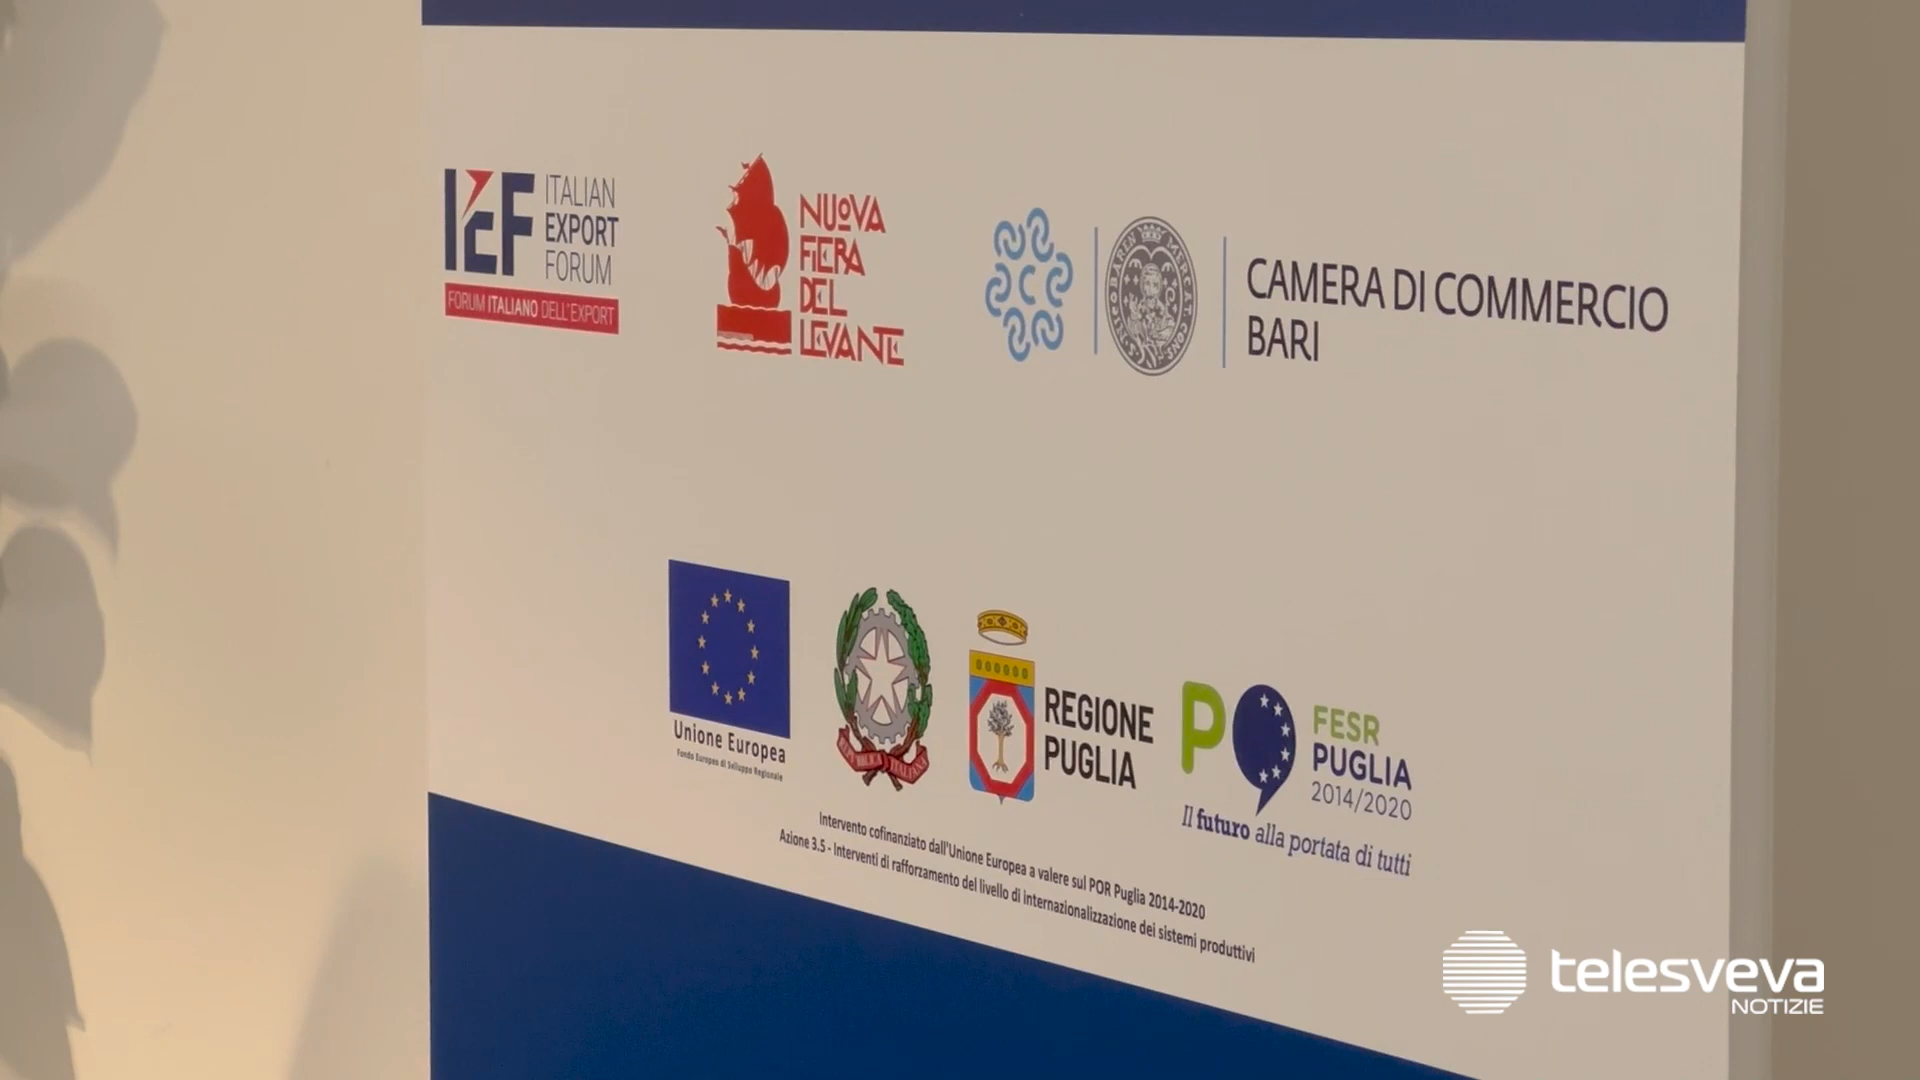 IEF
ITALIAN
EXPORT
FORUM
FORUM ITALIANO DELL'EXPORT
NUOVA
FIERA
DEL
LEVANTE
CAMERA DI COMMERCIO
BARI
Unione Europea
Fondo Europeo di Sviluppo Regionale
REGIONE
PUGLIA
PO
FESR
PUGLIA
2014/2020
Il futuro alla portata di tutti
Intervento cofinanziato dall'Unione Europea a valere sul POR Puglia 2014-2020
Azione 3.5 - Interventi di rafforzamento del livello di internazionalizzazione dei sistemi produttivi
telesveva
NOTIZIE